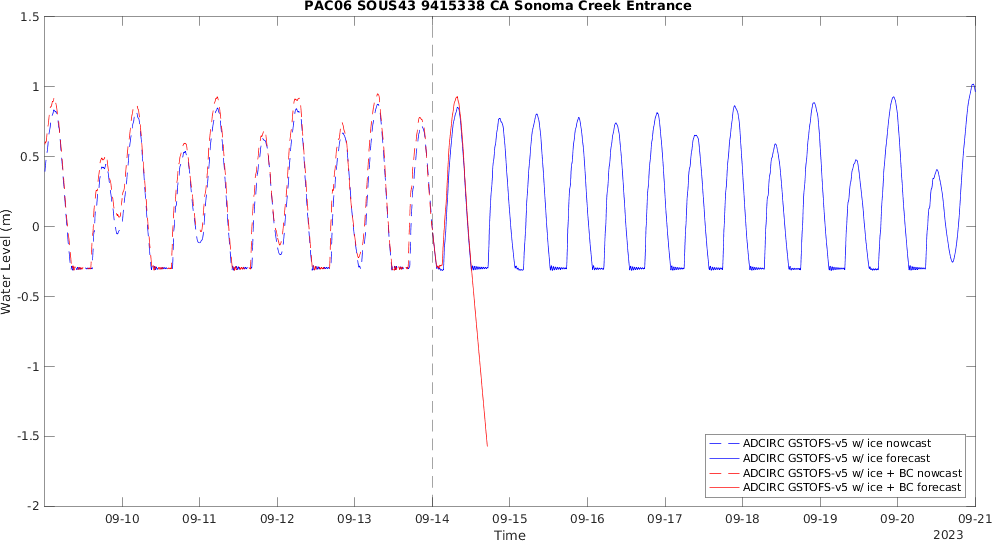 PAC06 SOUS43 9415338 CA Sonoma Creek Entrance
1.5
1
0.5
0
-0.5
-1
-1.5
-2
Water Level (m)
ADCIRC GSTOFS-v5 w/ ice nowcast
ADCIRC GSTOFS-v5 w/ ice forecast
ADCIRC GSTOFS-v5 w/ ice + BC nowcast
ADCIRC GSTOFS-v5 w/ ice + BC forecast
09-10 09-11 09-12 09-13 09-14 09-15 09-16 09-17 09-18 09-19 09-20 09-21
Time
2023